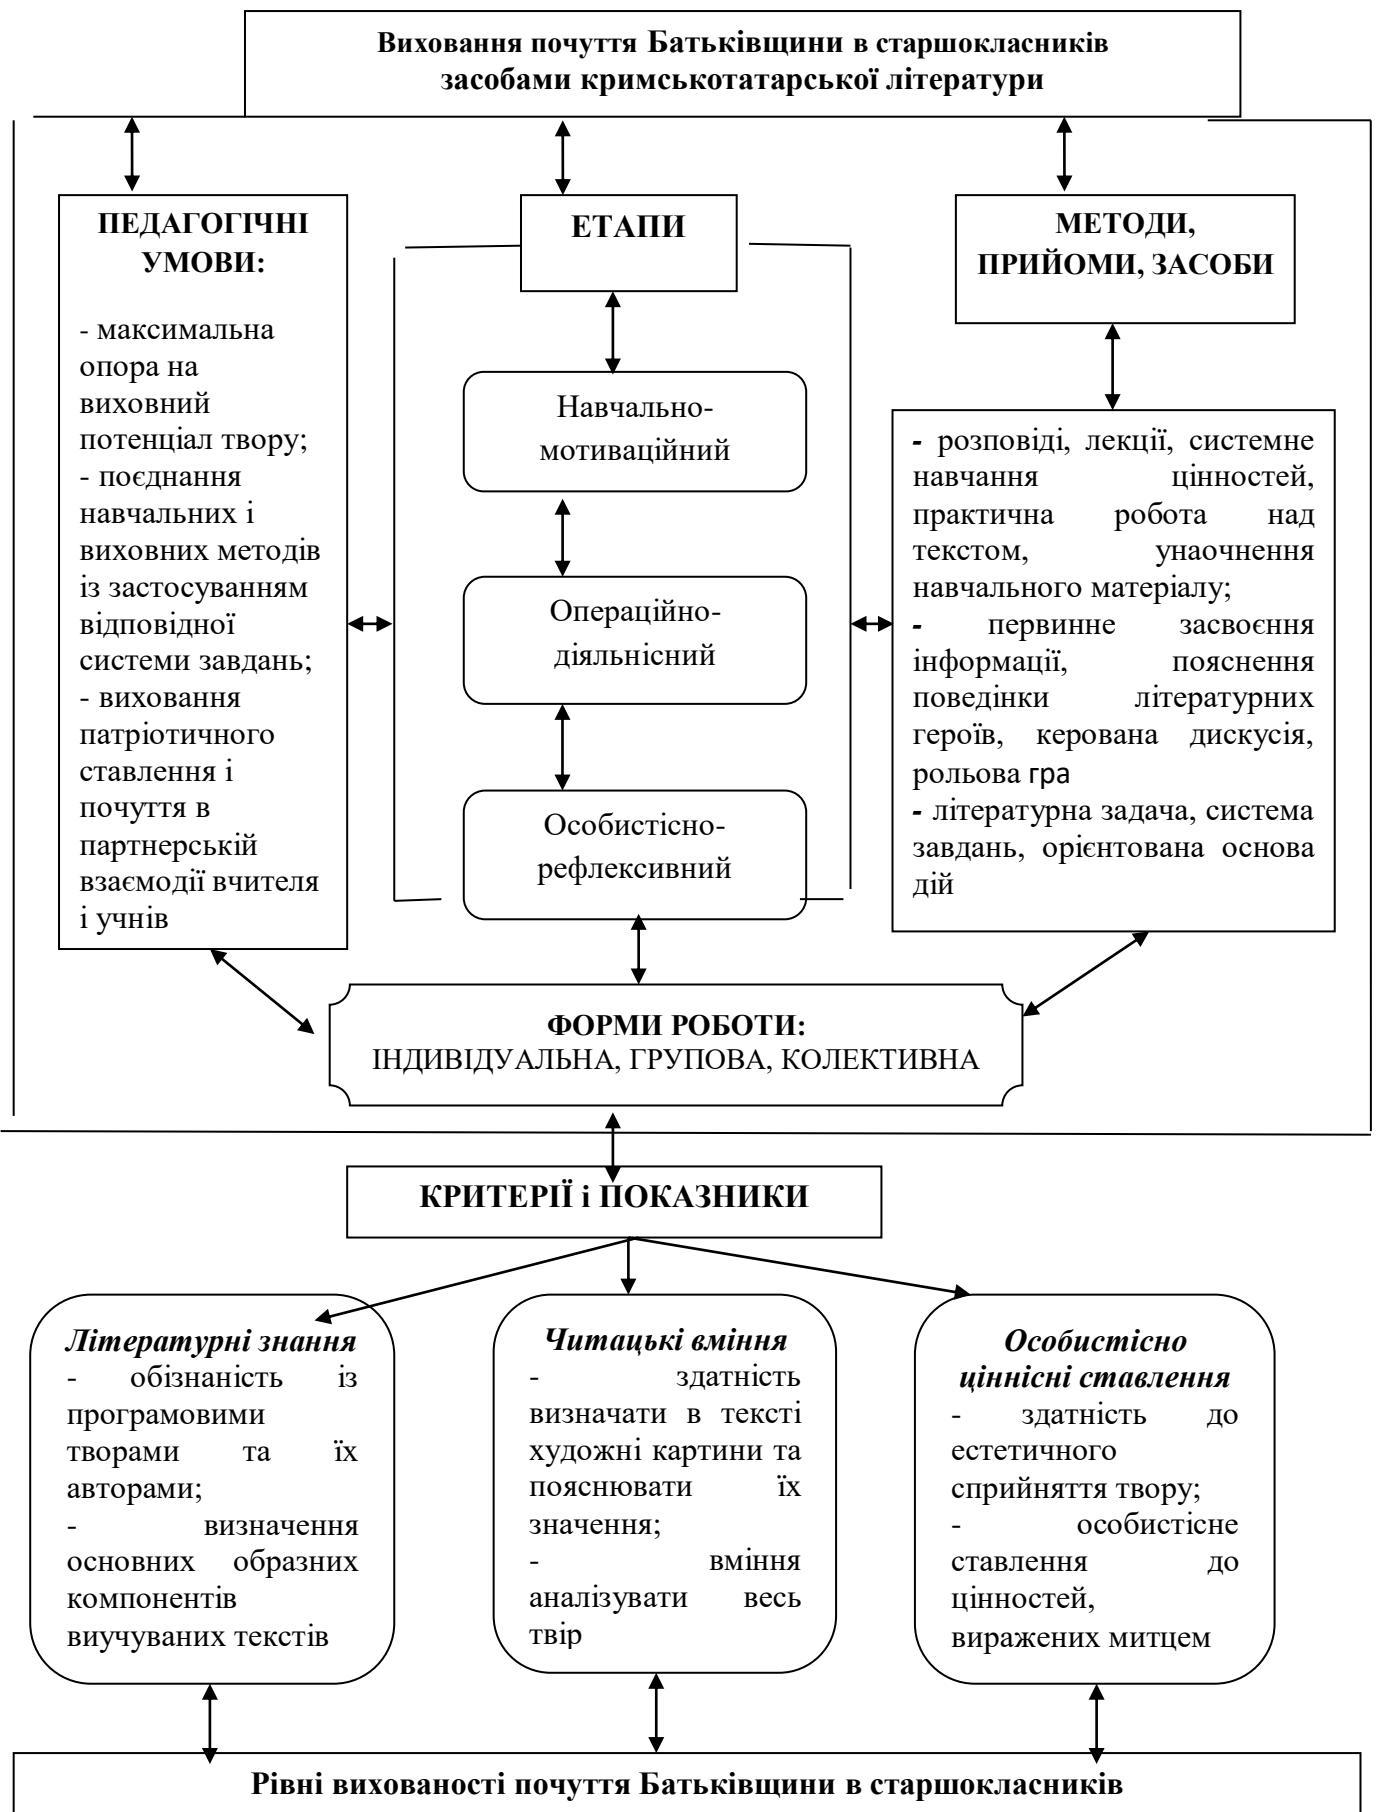 Виховання почуття Батьківщини в старшокласників
засобами кримськотатарської літератури
ПЕДАГОГІЧНІ
УМОВИ:
- максимальна
опора на
виховний
потенціал твору;
- поєднання
навчальних і
виховних методів
із застосуванням
відповідної
системи завдань;
- виховання
патріотичного
ставлення і
почуття в
партнерській
взаємодії вчителя
і учнів
ЕТАПИ
Навчально-
мотиваційний
Операційно-
діяльнісний
Особистісно-
рефлексивний
МЕТОДИ,
ПРИЙОМИ, ЗАСОБИ
- розповіді, лекції, системне
навчання цінностей,
практична робота над
текстом, унаочнення
навчального матеріалу;
- первинне засвоєння
інформації, пояснення
поведінки літературних
героїв, керована дискусія,
рольова гра
- літературна задача, система
завдань, орієнтована основа
дій
ФОРМИ РОБОТИ:
ІНДИВІДУАЛЬНА, ГРУПОВА, КОЛЕКТИВНА
КРИТЕРІЇ і ПОКАЗНИКИ
Літературні знання
- обізнаність із
програмовими
творами та їх
авторами;
- визначення
основних образних
компонентів
виучуваних текстів
Читацькі вміння
- здатність
визначати в тексті
художні картини та
пояснювати їх
значення;
- вміння
аналізувати весь
твір
Особистісно
ціннісні ставлення
- здатність до
естетичного
сприйняття твору;
- особистісне
ставлення до
цінностей,
виражених митцем
Рівні вихованості почуття Батьківщини в старшокласників